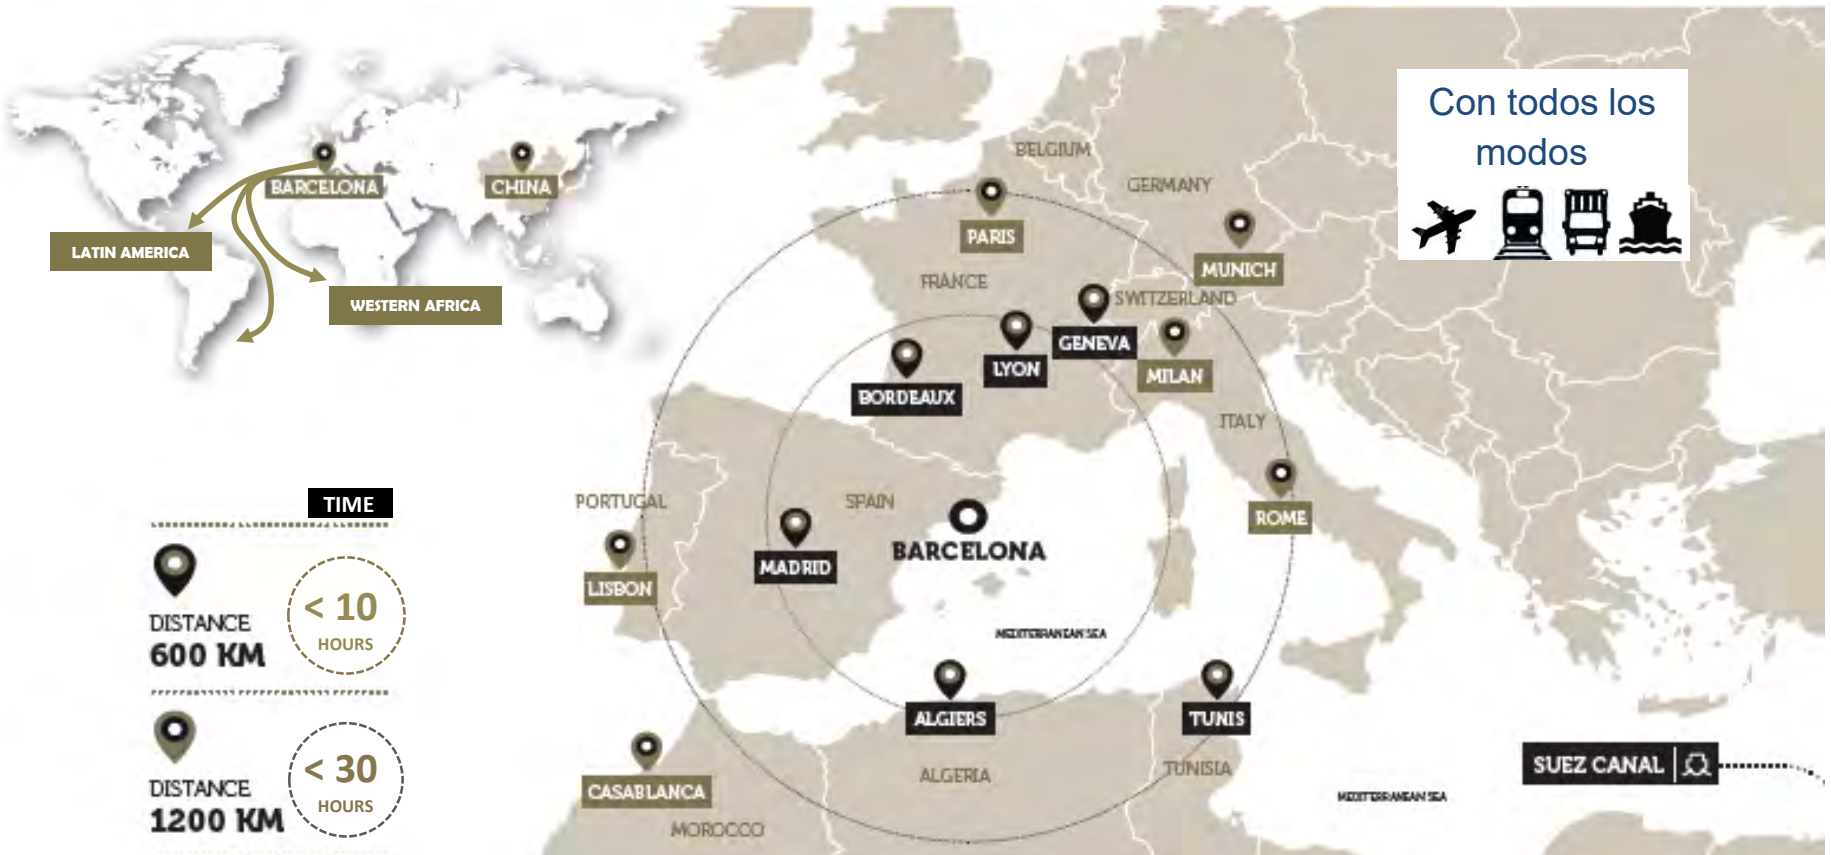 BARCELONA
CHINA
LATIN AMERICA
WESTERN AFRICA
Con todos los
modos
BELGIUM
GERMANY
PARIS
MUNICH
FRANCE
SWITZERLAND
GENEVA
LYON
MILAN
BORDEAUX
ITALY
PORTUGAL
SPAIN
ROME
BARCELONA
MADRID
LISBON
MEDITERRANEAN SEA
ALGIERS
TUNIS
CASABLANCA
ALGERIA
TUNISIA
MOROCCO
MEDITERRANEAN SEA
SUEZ CANAL
TIME
DISTANCE
600 KM
< 10
HOURS
DISTANCE
1200 KM
< 30
HOURS